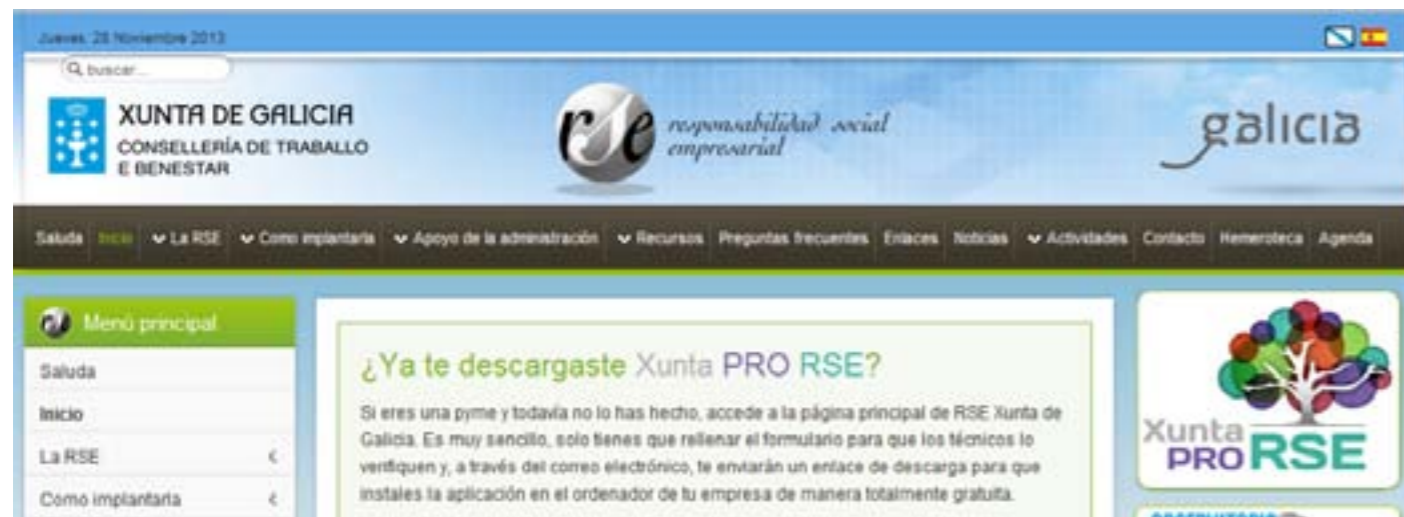 Jueves, 28 Noviembre 2013
buscar...
XUNTA DE GALICIA
CONSELLERÍA DE TRABALLO
E BENESTAR
rse responsabilidad social
empresarial
galicia
Saluda Inicio La RSE Como implantarla Apoyo de la administración Recursos Preguntas frecuentes Enlaces Noticias Actividades Contacto Hemeroteca Agenda
Menú principal
Saluda
Inicio
La RSE
Como implantarla
¿Ya te descargaste Xunta PRO RSE?
Si eres una pyme y todavía no lo has hecho, accede a la página principal de RSE Xunta de
Galicia. Es muy sencillo, solo tienes que rellenar el formulario para que los técnicos lo
verifiquen y, a través del correo electrónico, te enviarán un enlace de descarga para que
instales la aplicación en el ordenador de tu empresa de manera totalmente gratuita.
Xunta
PRO RSE
OBSERVATORIO